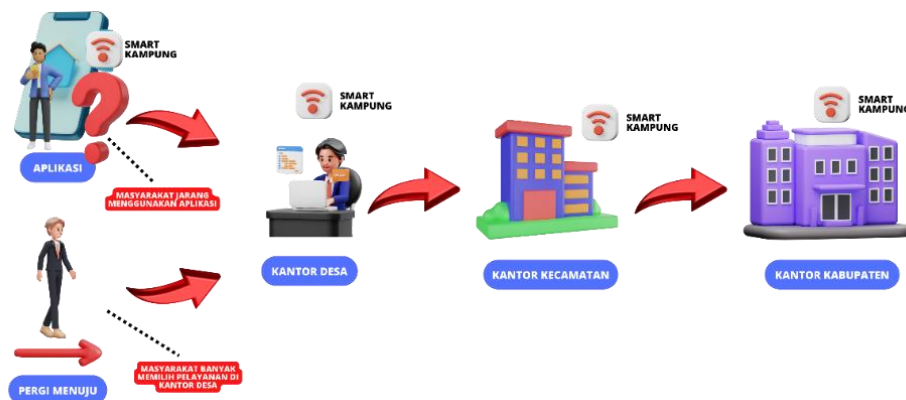 SMART
KAMPUNG
APLIKASI
MASYARAKAT JARANG
MENGGUNAKAN APLIKASI
SMART
KAMPUNG
KANTOR DESA
SMART
KAMPUNG
KANTOR KECAMATAN
SMART
KAMPUNG
KANTOR KABUPATEN
MASYARAKAT BANYAK
MEMILIH PELAYANAN DI
KANTOR DESA
PERGI MENUJU